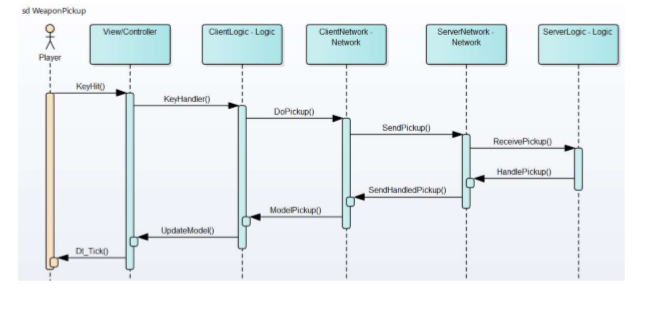 sd WeaponPickup
View/Controller
ClientLogic - Logic
ClientNetwork -
Network
ServerNetwork -
Network
ServerLogic - Logic
Player
KeyHit()
KeyHandler()
DoPickup()
SendPickup()
ReceivePickup()
HandlePickup()
SendHandledPickup()
ModelPickup()
UpdateModel()
DI_Tick()